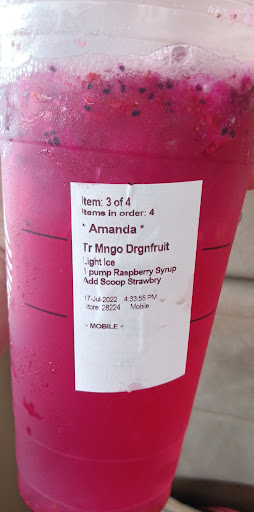 Item: 3 of 4
Items in order: 4
* Amanda *
Tr Mngo Drgnfruit
Light Ice
1 pump Raspberry Syrup
Add Scoop Strawbry
17-Jul-2022 4:33:55 PM
Store: 28224 Mobile
> MOBILE <